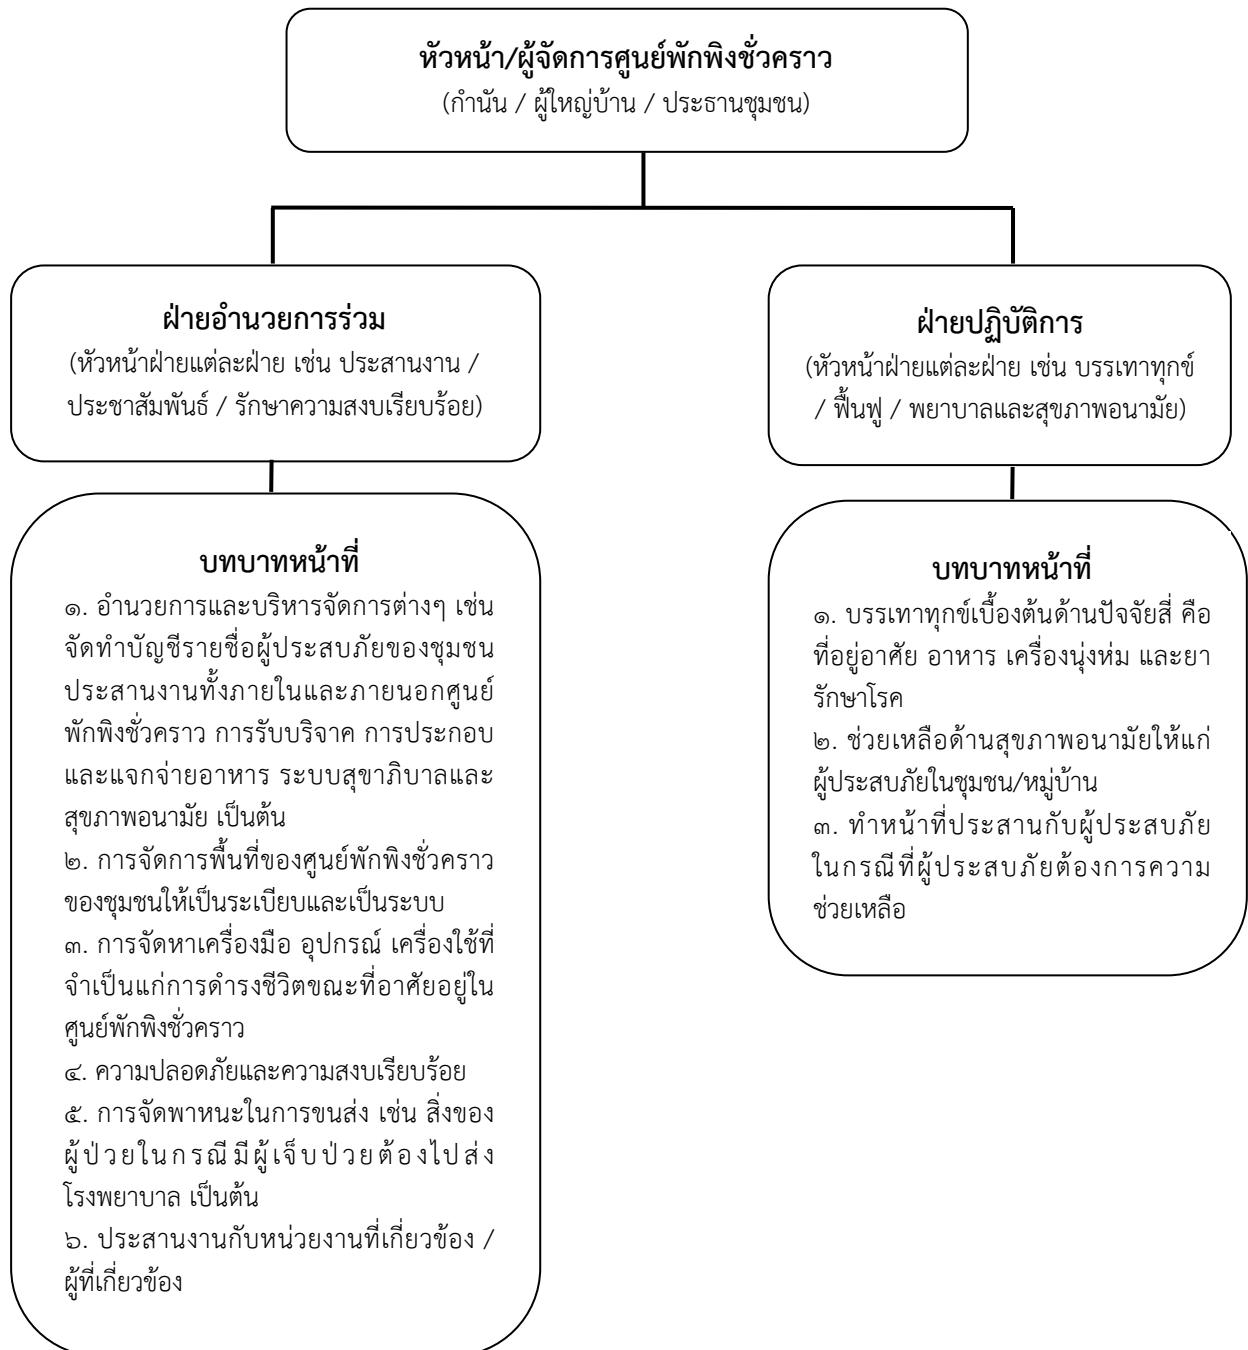 หัวหน้า/ผู้จัดการศูนย์พักพิงชั่วคราว
(กำนัน / ผู้ใหญ่บ้าน / ประธานชุมชน)
ฝ่ายอำนวยการร่วม
(หัวหน้าฝ่ายแต่ละฝ่าย เช่น ประสานงาน /
ประชาสัมพันธ์ / รักษาความสงบเรียบร้อย)
ฝ่ายปฏิบัติการ
(หัวหน้าฝ่ายแต่ละฝ่าย เช่น บรรเทาทุกข์
/ ฟื้นฟู / พยาบาลและสุขภาพอนามัย)
บทบาทหน้าที่
๑. อำนวยการและบริหารจัดการต่างๆ เช่น
จัดทำบัญชีรายชื่อผู้ประสบภัยของชุมชน
ประสานงานทั้งภายในและภายนอกศูนย์
พักพิงชั่วคราว การรับบริจาค การประกอบ
และแจกจ่ายอาหาร ระบบสุขาภิบาลและ
สุขภาพอนามัย เป็นต้น
๒. การจัดการพื้นที่ของศูนย์พักพิงชั่วคราว
ของชุมชนให้เป็นระเบียบและเป็นระบบ
๓. การจัดหาเครื่องมือ อุปกรณ์ เครื่องใช้ที่
จำเป็นแก่การดำรงชีวิตขณะที่อาศัยอยู่ใน
ศูนย์พักพิงชั่วคราว
๔. ความปลอดภัยและความสงบเรียบร้อย
๕. การจัดพาหนะในการขนส่ง เช่น สิ่งของ
ผู้ป่วยในกรณีมีผู้เจ็บป่วยต้องไปส่ง
โรงพยาบาล เป็นต้น
๖. ประสานงานกับหน่วยงานที่เกี่ยวข้อง /
ผู้ที่เกี่ยวข้อง
บทบาทหน้าที่
๑. บรรเทาทุกข์เบื้องต้นด้านปัจจัยสี่ คือ
ที่อยู่อาศัย อาหาร เครื่องนุ่งห่ม และยา
รักษาโรค
๒. ช่วยเหลือด้านสุขภาพอนามัยให้แก่
ผู้ประสบภัยในชุมชน/หมู่บ้าน
๓. ทำหน้าที่ประสานกับผู้ประสบภัย
ในกรณีที่ผู้ประสบภัยต้องการความ
ช่วยเหลือ